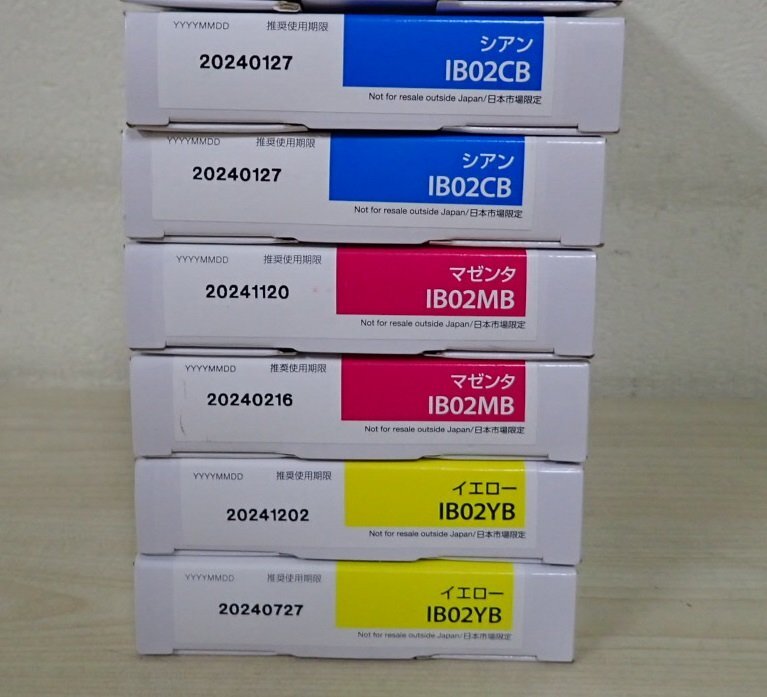 YYYYMMDD 推奨使用期限
20240127
シアン
IB02CB
Not for resale outside Japan/日本市場限定
YYYYMMDD 推奨使用期限
20240127
シアン
IB02CB
Not for resale outside Japan/日本市場限定
YYYYMMDD 推奨使用期限
20241120
マゼンタ
IB02MB
Not for resale outside Japan/日本市場限定
YYYYMMDD 推奨使用期限
20240216
マゼンタ
IB02MB
Not for resale outside Japan/日本市場限定
YYYYMMDD 推奨使用期限
20241202
イエロー
IB02YB
Not for resale outside Japan/日本市場限定
YYYYMMDD 推奨使用期限
20240727
イエロー
IB02YB
Not for resale outside Japan/日本市場限定